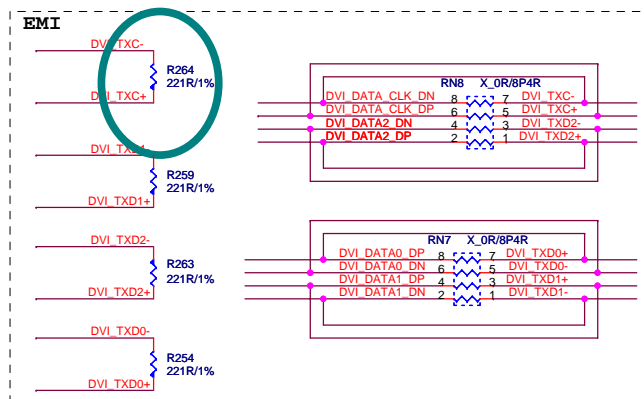 EMI
DVI_TXC-
R264
221R/1%
DVI_TXC+
R259
221R/1%
DVI_TXD1+
DVI_TXD2-
R263
221R/1%
DVI_TXD2+
DVI_TXD0-
R254
221R/1%
DVI_TXD0+
RN8 X_0R/8P4R
DVI_DATA_CLK_DN 8 7 DVI_TXC-
DVI_DATA_CLK_DP 6 5 DVI_TXC+
DVI_DATA2_DN 4 3 DVI_TXD2-
DVI_DATA2_DP 2 1 DVI_TXD2+
RN7 X_0R/8P4R
DVI_DATA0_DP 8 7 DVI_TXD0+
DVI_DATA0_DN 6 5 DVI_TXD0-
DVI_DATA1_DP 4 3 DVI_TXD1+
DVI_DATA1_DN 2 1 DVI_TXD1-